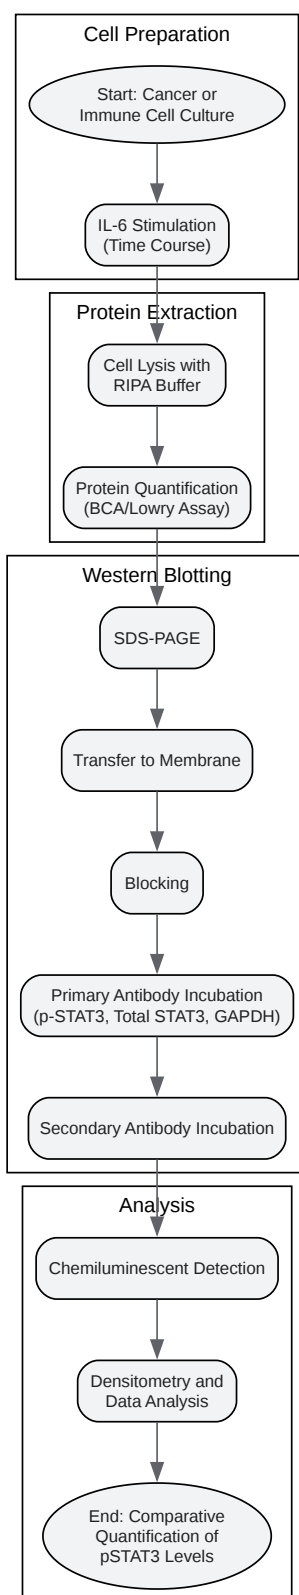 Cell Preparation
Start: Cancer or
Immune Cell Culture
IL-6 Stimulation
(Time Course)
Protein Extraction
Cell Lysis with
RIPA Buffer
Protein Quantification
(BCA/Lowry Assay)
Western Blotting
SDS-PAGE
Transfer to Membrane
Blocking
Primary Antibody Incubation
(p-STAT3, Total STAT3, GAPDH)
Secondary Antibody Incubation
Analysis
Chemiluminescent Detection
Densitometry and
Data Analysis
End: Comparative
Quantification of
pSTAT3 Levels